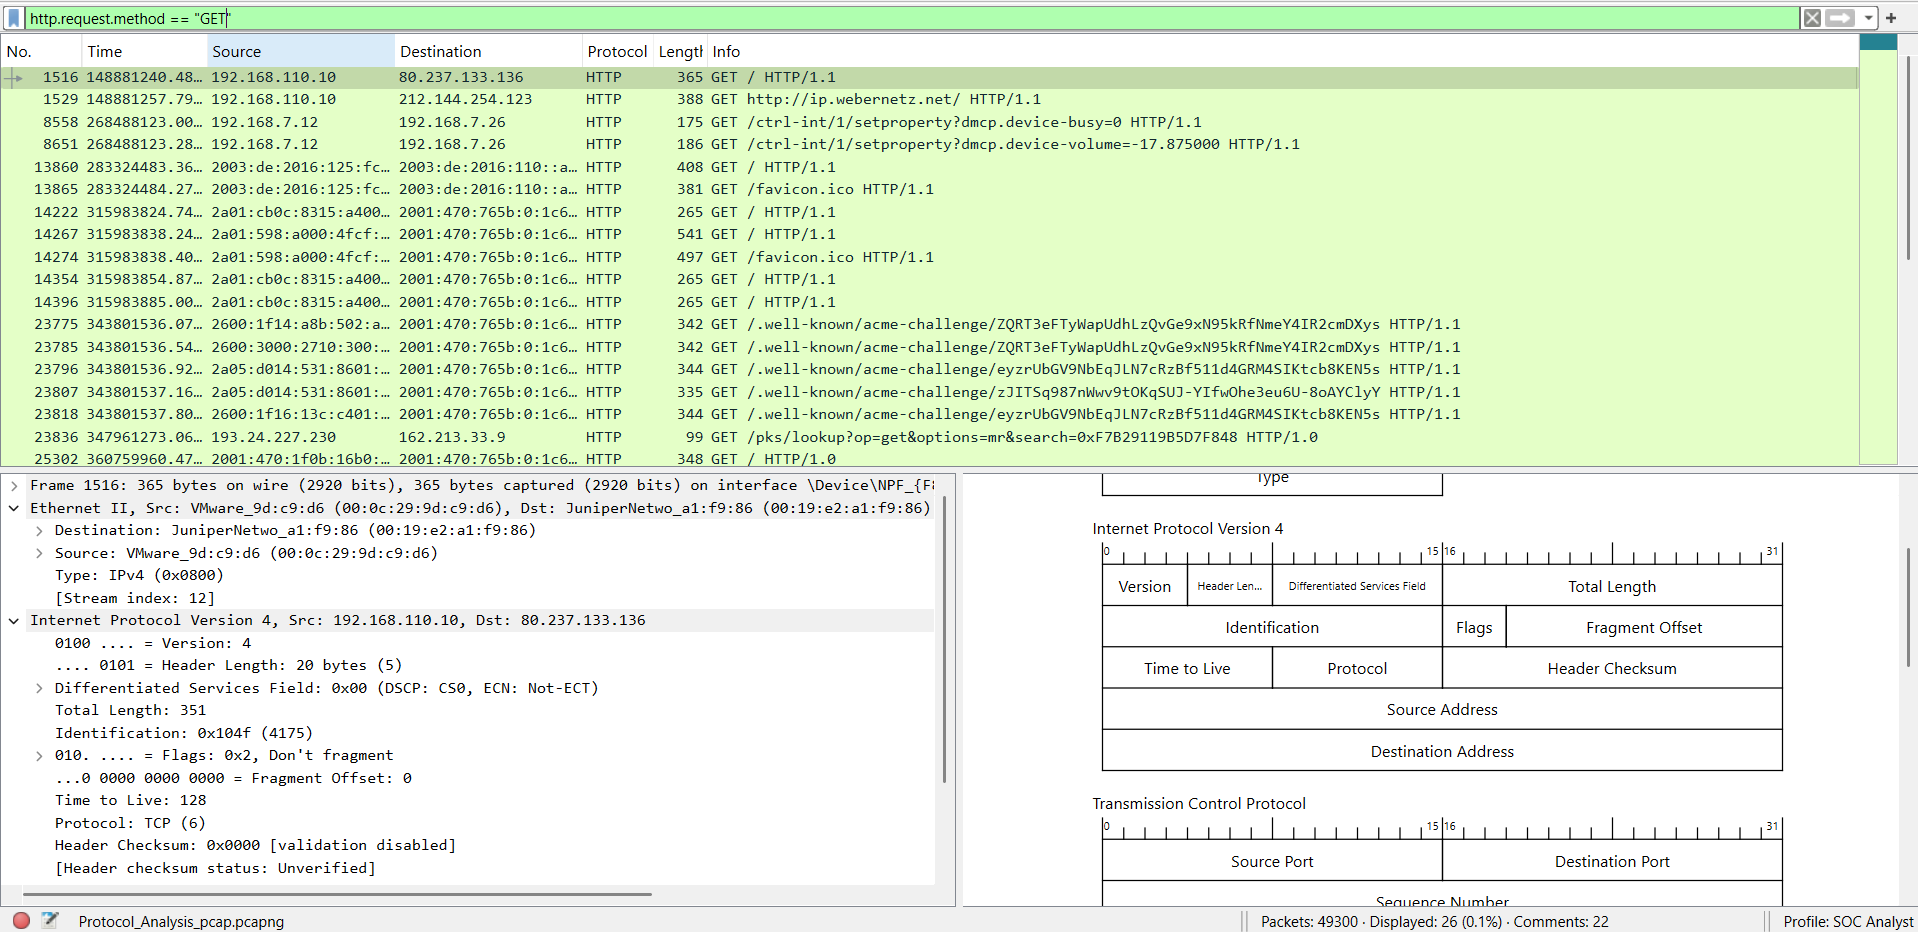 http.request.method == "GET"
No. Time Source Destination Protocol Lengt Info
1516 148881240.48… 192.168.110.10 80.237.133.136 HTTP 365 GET / HTTP/1.1
1529 148881257.79… 192.168.110.10 212.144.254.123 HTTP 388 GET http://ip.webernetz.net/ HTTP/1.1
8558 268488123.00… 192.168.7.12 192.168.7.26 HTTP 175 GET /ctrl-int/1/setproperty?dmcp.device-busy=0 HTTP/1.1
8651 268488123.28… 192.168.7.12 192.168.7.26 HTTP 186 GET /ctrl-int/1/setproperty?dmcp.device-volume=-17.875000 HTTP/1.1
13860 283324483.36… 2003:de:2016:125:fc… 2003:de:2016:110::a… HTTP 408 GET / HTTP/1.1
13865 283324484.27… 2003:de:2016:125:fc… 2003:de:2016:110::a… HTTP 381 GET /favicon.ico HTTP/1.1
14222 315983824.74… 2a01:cb0c:8315:a400… 2001:470:765b:0:1c6… HTTP 265 GET / HTTP/1.1
14267 315983838.24… 2a01:598:a000:4fcf:… 2001:470:765b:0:1c6… HTTP 541 GET / HTTP/1.1
14274 315983838.40… 2a01:598:a000:4fcf:… 2001:470:765b:0:1c6… HTTP 497 GET /favicon.ico HTTP/1.1
14354 315983854.87… 2a01:cb0c:8315:a400… 2001:470:765b:0:1c6… HTTP 265 GET / HTTP/1.1
14396 315983885.00… 2a01:cb0c:8315:a400… 2001:470:765b:0:1c6… HTTP 265 GET / HTTP/1.1
23775 343801536.07… 2600:1f14:a8b:502:a… 2001:470:765b:0:1c6… HTTP 342 GET /.well-known/acme-challenge/ZQRT3eFTyWapUdhLzQvGe9xN95kRfNmeY4IR2cmDXys HTTP/1.1
23785 343801536.54… 2600:3000:2710:300:… 2001:470:765b:0:1c6… HTTP 342 GET /.well-known/acme-challenge/ZQRT3eFTyWapUdhLzQvGe9xN95kRfNmeY4IR2cmDXys HTTP/1.1
23796 343801536.92… 2a05:d014:531:8601:… 2001:470:765b:0:1c6… HTTP 344 GET /.well-known/acme-challenge/eyzrUbGV9NbEqJLN7cRzBf511d4GRM4SIKtcb8KEN5s HTTP/1.1
23807 343801537.16… 2a05:d014:531:8601:… 2001:470:765b:0:1c6… HTTP 335 GET /.well-known/acme-challenge/zJITSq987nWwv9tOKqSUJ-YIfwOhe3eu6U-8oAYClyY HTTP/1.1
23818 343801537.80… 2600:1f16:13c:c401:… 2001:470:765b:0:1c6… HTTP 344 GET /.well-known/acme-challenge/eyzrUbGV9NbEqJLN7cRzBf511d4GRM4SIKtcb8KEN5s HTTP/1.1
23836 347961273.06… 193.24.227.230 162.213.33.9 HTTP 99 GET /pks/lookup?op=get&options=mr&search=0xF7B29119B5D7F848 HTTP/1.0
25302 360759960.47… 2001:470:1f0b:16b0:… 2001:470:765b:0:1c6… HTTP 348 GET / HTTP/1.0
Frame 1516: 365 bytes on wire (2920 bits), 365 bytes captured (2920 bits) on interface \Device\NPF_{F8
Ethernet II, Src: VMware_9d:c9:d6 (00:0c:29:9d:c9:d6), Dst: JuniperNetwo_a1:f9:86 (00:19:e2:a1:f9:86)
Destination: JuniperNetwo_a1:f9:86 (00:19:e2:a1:f9:86)
Source: VMware_9d:c9:d6 (00:0c:29:9d:c9:d6)
Type: IPv4 (0x0800)
[Stream index: 12]
Internet Protocol Version 4, Src: 192.168.110.10, Dst: 80.237.133.136
0100 .... = Version: 4
.... 0101 = Header Length: 20 bytes (5)
Differentiated Services Field: 0x00 (DSCP: CS0, ECN: Not-ECT)
Total Length: 351
Identification: 0x104f (4175)
010. .... = Flags: 0x2, Don't fragment
...0 0000 0000 0000 = Fragment Offset: 0
Time to Live: 128
Protocol: TCP (6)
Header Checksum: 0x0000 [validation disabled]
[Header checksum status: Unverified]
Type
Internet Protocol Version 4
0 15 16 31
Version Header Len... Differentiated Services Field Total Length
Identification Flags Fragment Offset
Time to Live Protocol Header Checksum
Source Address
Destination Address
Transmission Control Protocol
0 15 16 31
Source Port Destination Port
Sequence Number
Protocol_Analysis_pcap.pcapng Packets: 49300 · Displayed: 26 (0.1%) · Comments: 22 Profile: SOC Analyst